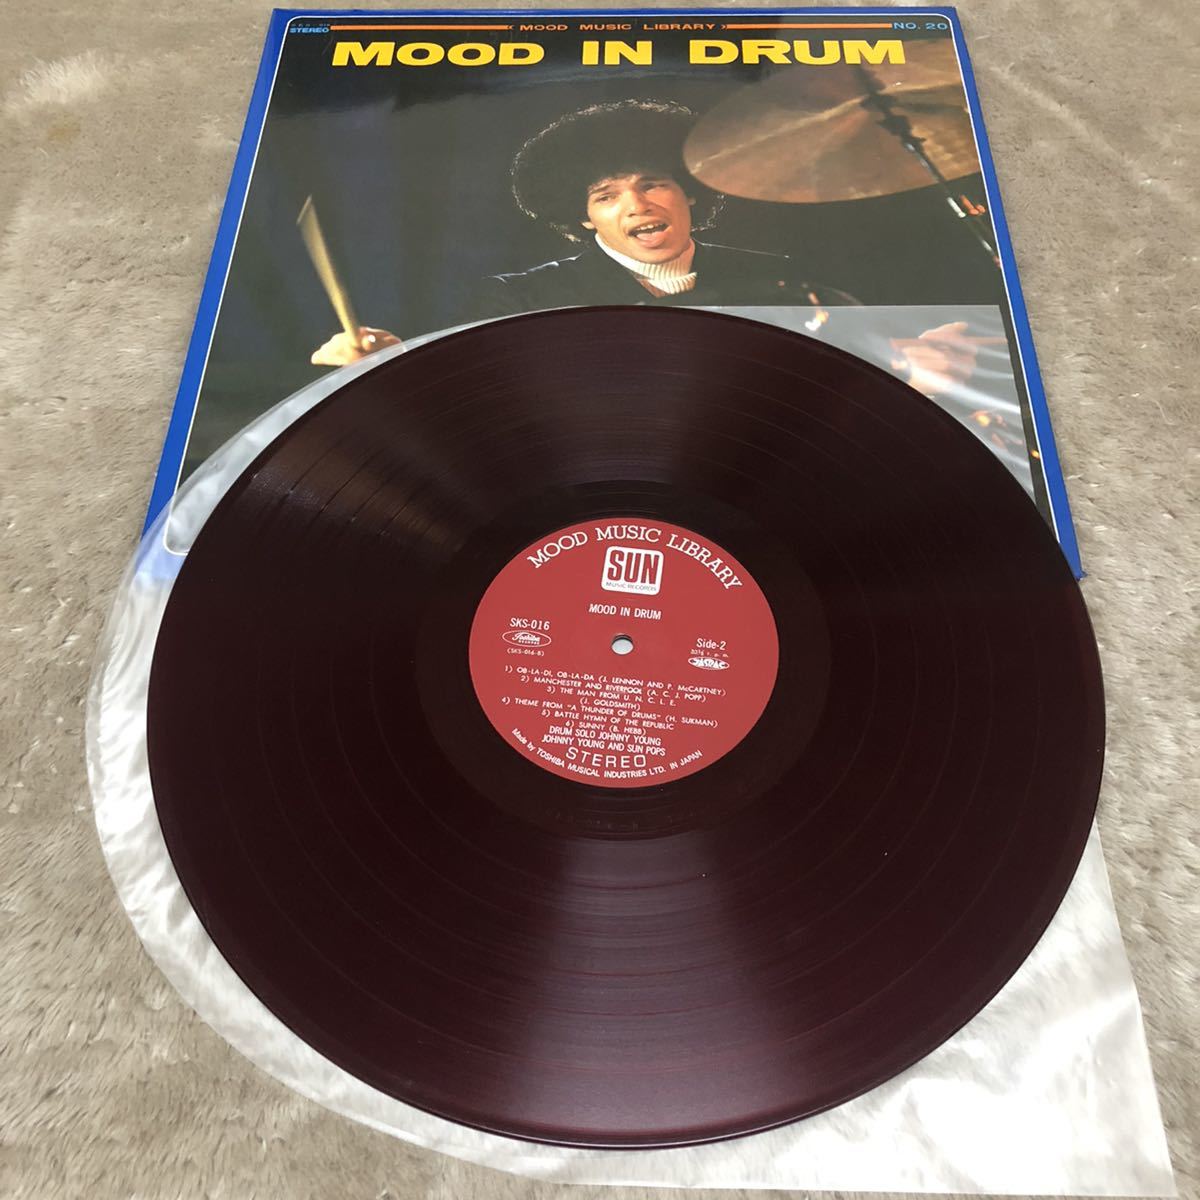 STEREO
MOOD MUSIC LIBRARY
NO. 20
MOOD IN DRUM
MOOD MUSIC LIBRARY
SUN
MUSIC RECORDS
MOOD IN DRUM
SKS-016
Toshiba
(SKS-016-B)
Side-2
33⅓ r.p.m.
JASRAC
1) OB-LA-DI, OB-LA-DA (J. LENNON AND P. McCARTNEY)
2) MANCHESTER AND RIVERPOOL (A. C. J. POPP)
3) THE MAN FROM U. N. C. L. E.
(J. GOLDSMITH)
4) THEME FROM "A THUNDER OF DRUMS" (H. SUKMAN)
5) BATTLE HYMN OF THE REPUBLIC
6) SUNNY (B. HEBB)
DRUM SOLO JOHNNY YOUNG
JOHNNY YOUNG AND SUN POPS
STEREO
Made by TOSHIBA MUSICAL INDUSTRIES LTD. IN JAPAN